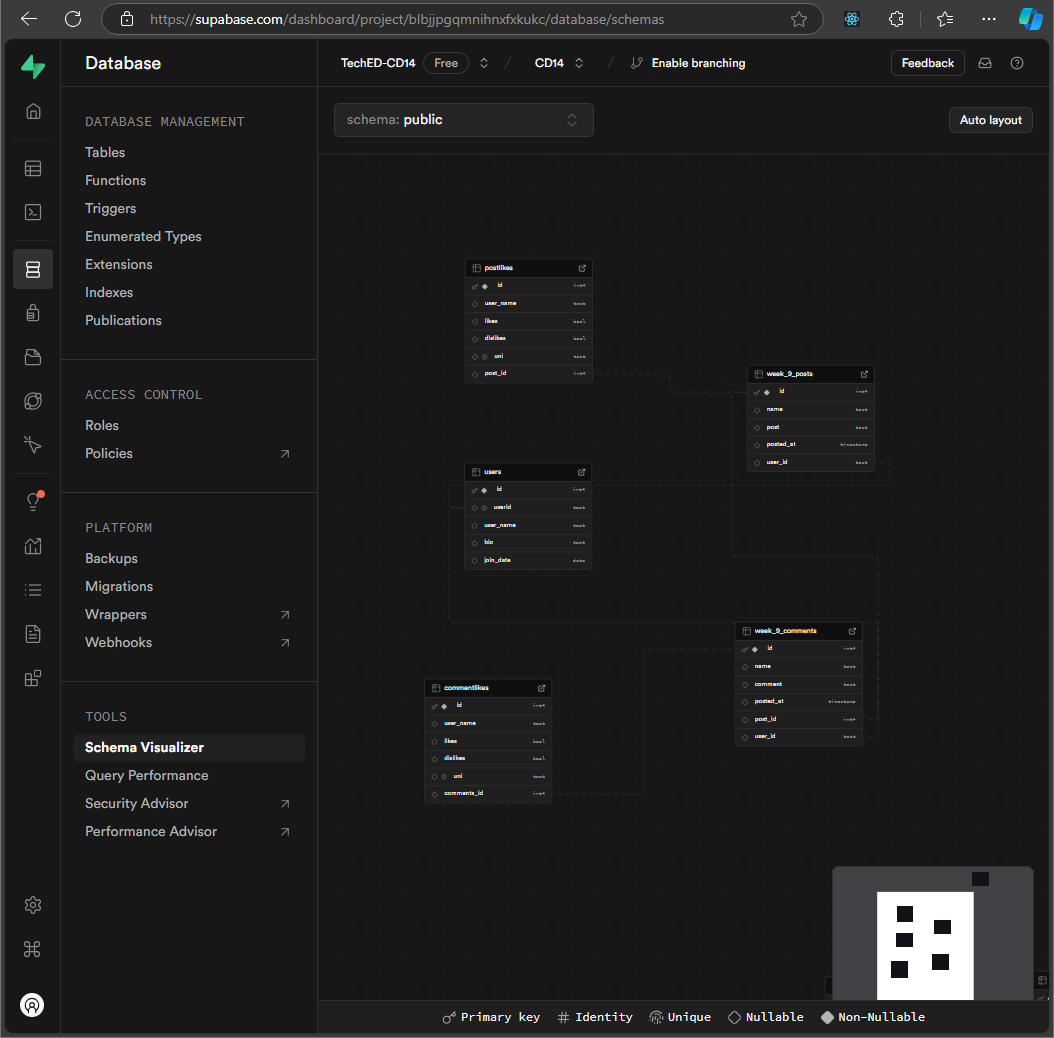 https://supabase.com/dashboard/project/blbjjpgqmnihnxfxkukc/database/schemas
Database
TechED-CD14 Free / CD14 / Enable branching Feedback
schema: public Auto layout
DATABASE MANAGEMENT
Tables
Functions
Triggers
Enumerated Types
Extensions
Indexes
Publications
ACCESS CONTROL
Roles
Policies
PLATFORM
Backups
Migrations
Wrappers
Webhooks
TOOLS
Schema Visualizer
Query Performance
Security Advisor
Performance Advisor
postlikes
id int4
user_name text
likes bool
dislikes bool
uni text
post_id int4
week_9_posts
id int4
name text
post text
posted_at timestamp
user_id text
users
id int4
userid text
user_name text
bio text
join_date date
week_9_comments
id int4
name text
comment text
posted_at timestamp
post_id int4
user_id text
commentlikes
id int4
user_name text
likes bool
dislikes bool
uni text
comments_id int4
Primary key Identity Unique Nullable Non-Nullable